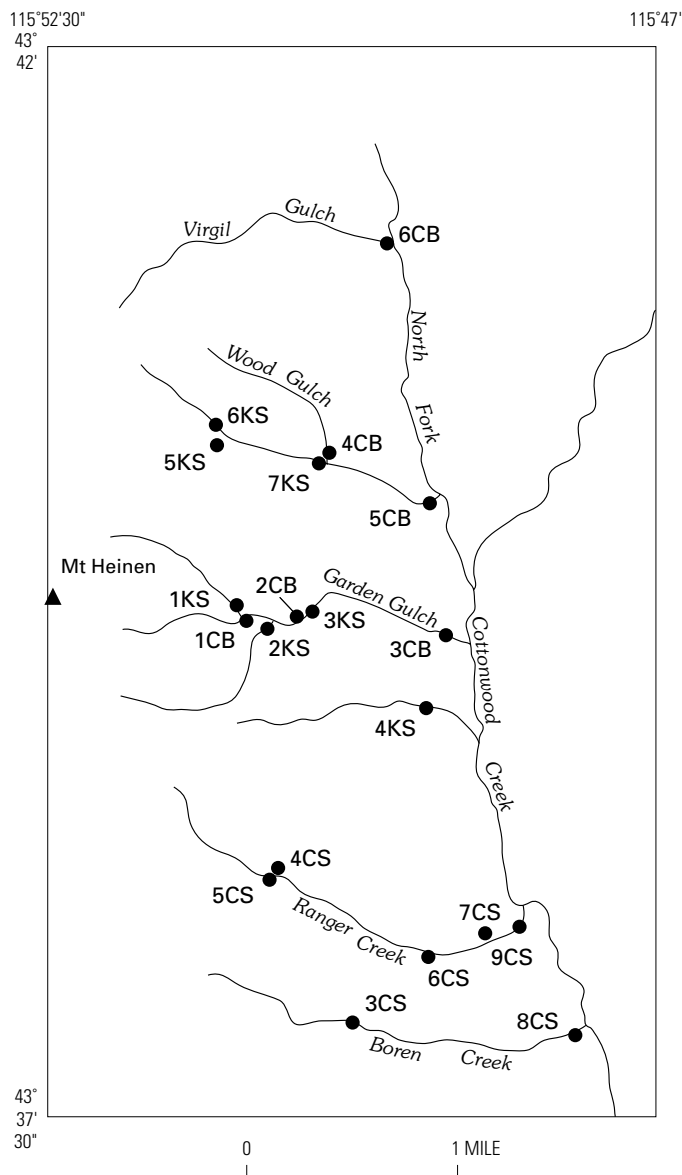 115°52'30"
115°47'
43°
42'
Virgil Gulch
6CB
North Fork
Wood Gulch
6KS
4CB
5KS
7KS
5CB
Mt Heinen
2CB
Garden Gulch
1KS
3KS
1CB
2KS
3CB
Cottonwood Creek
4KS
4CS
5CS
Ranger Creek
7CS
9CS
6CS
3CS
8CS
Boren Creek
43°
37'
30"
0
1 MILE